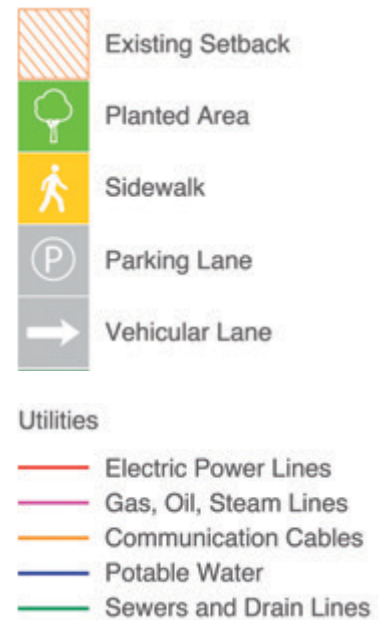 Existing Setback
Planted Area
Sidewalk
P
Parking Lane
Vehicular Lane
Utilities
Electric Power Lines
Gas, Oil, Steam Lines
Communication Cables
Potable Water
Sewers and Drain Lines